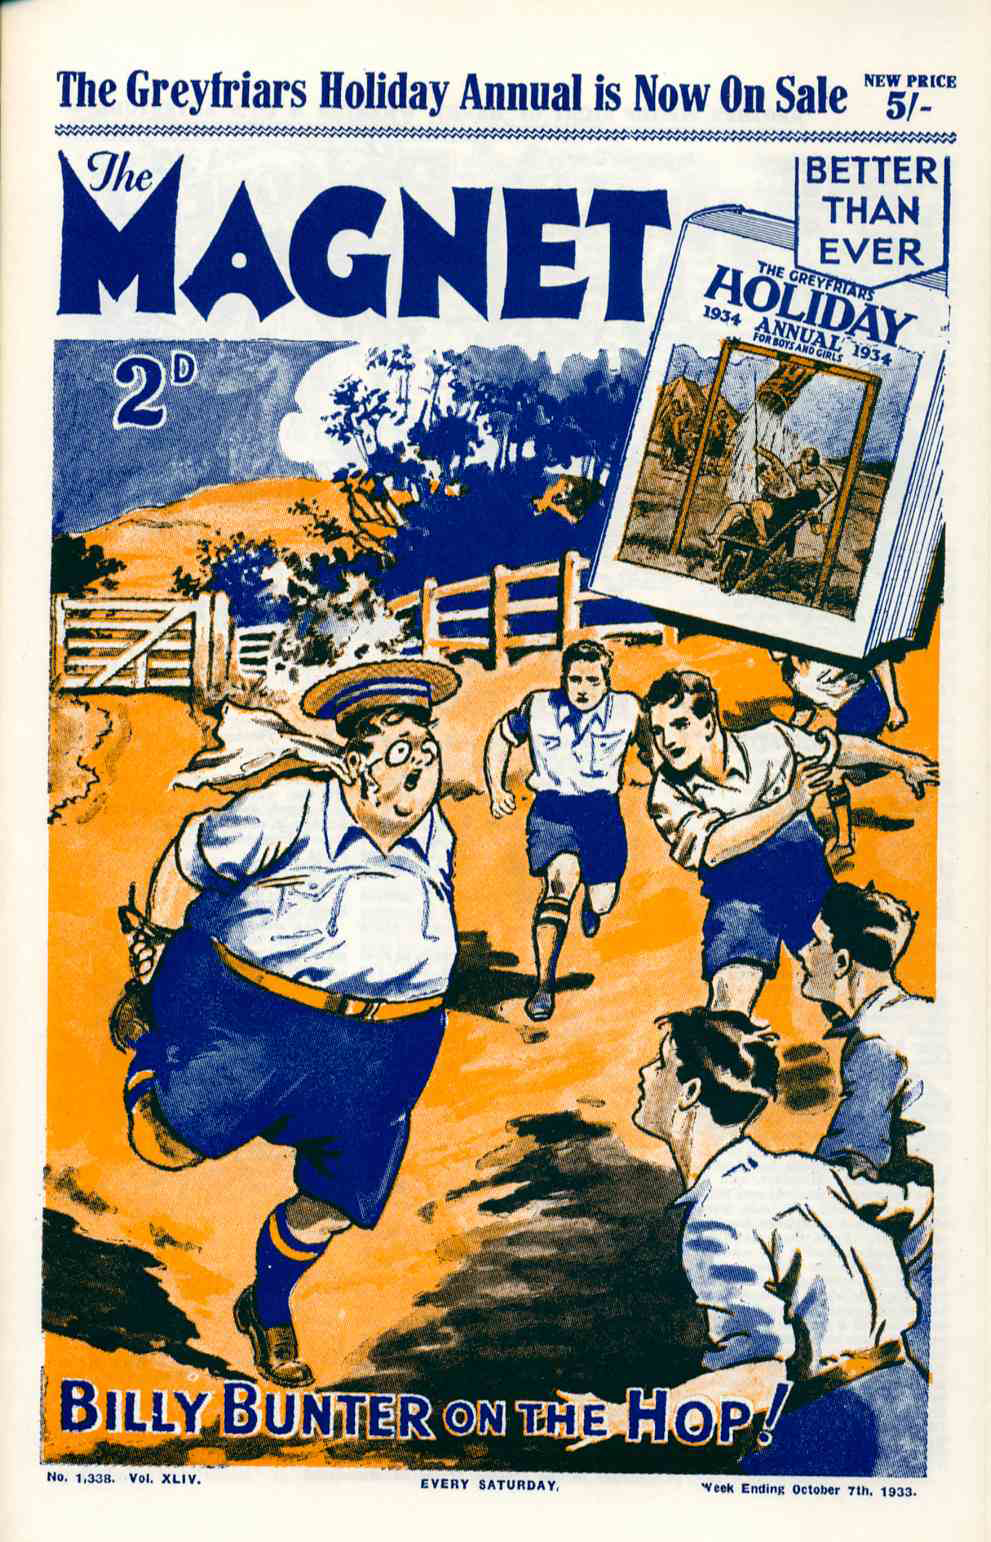 The Greyfriars Holiday Annual is Now On Sale
NEW PRICE
5/-
The
MAGNET
2D
BETTER
THAN
EVER
THE GREYFRIARS
HOLIDAY
1934 ANNUAL 1934
FOR BOYS AND GIRLS
BILLY BUNTER ON THE HOP!
No. 1,338. Vol. XLIV.
EVERY SATURDAY.
Week Ending October 7th, 1933.